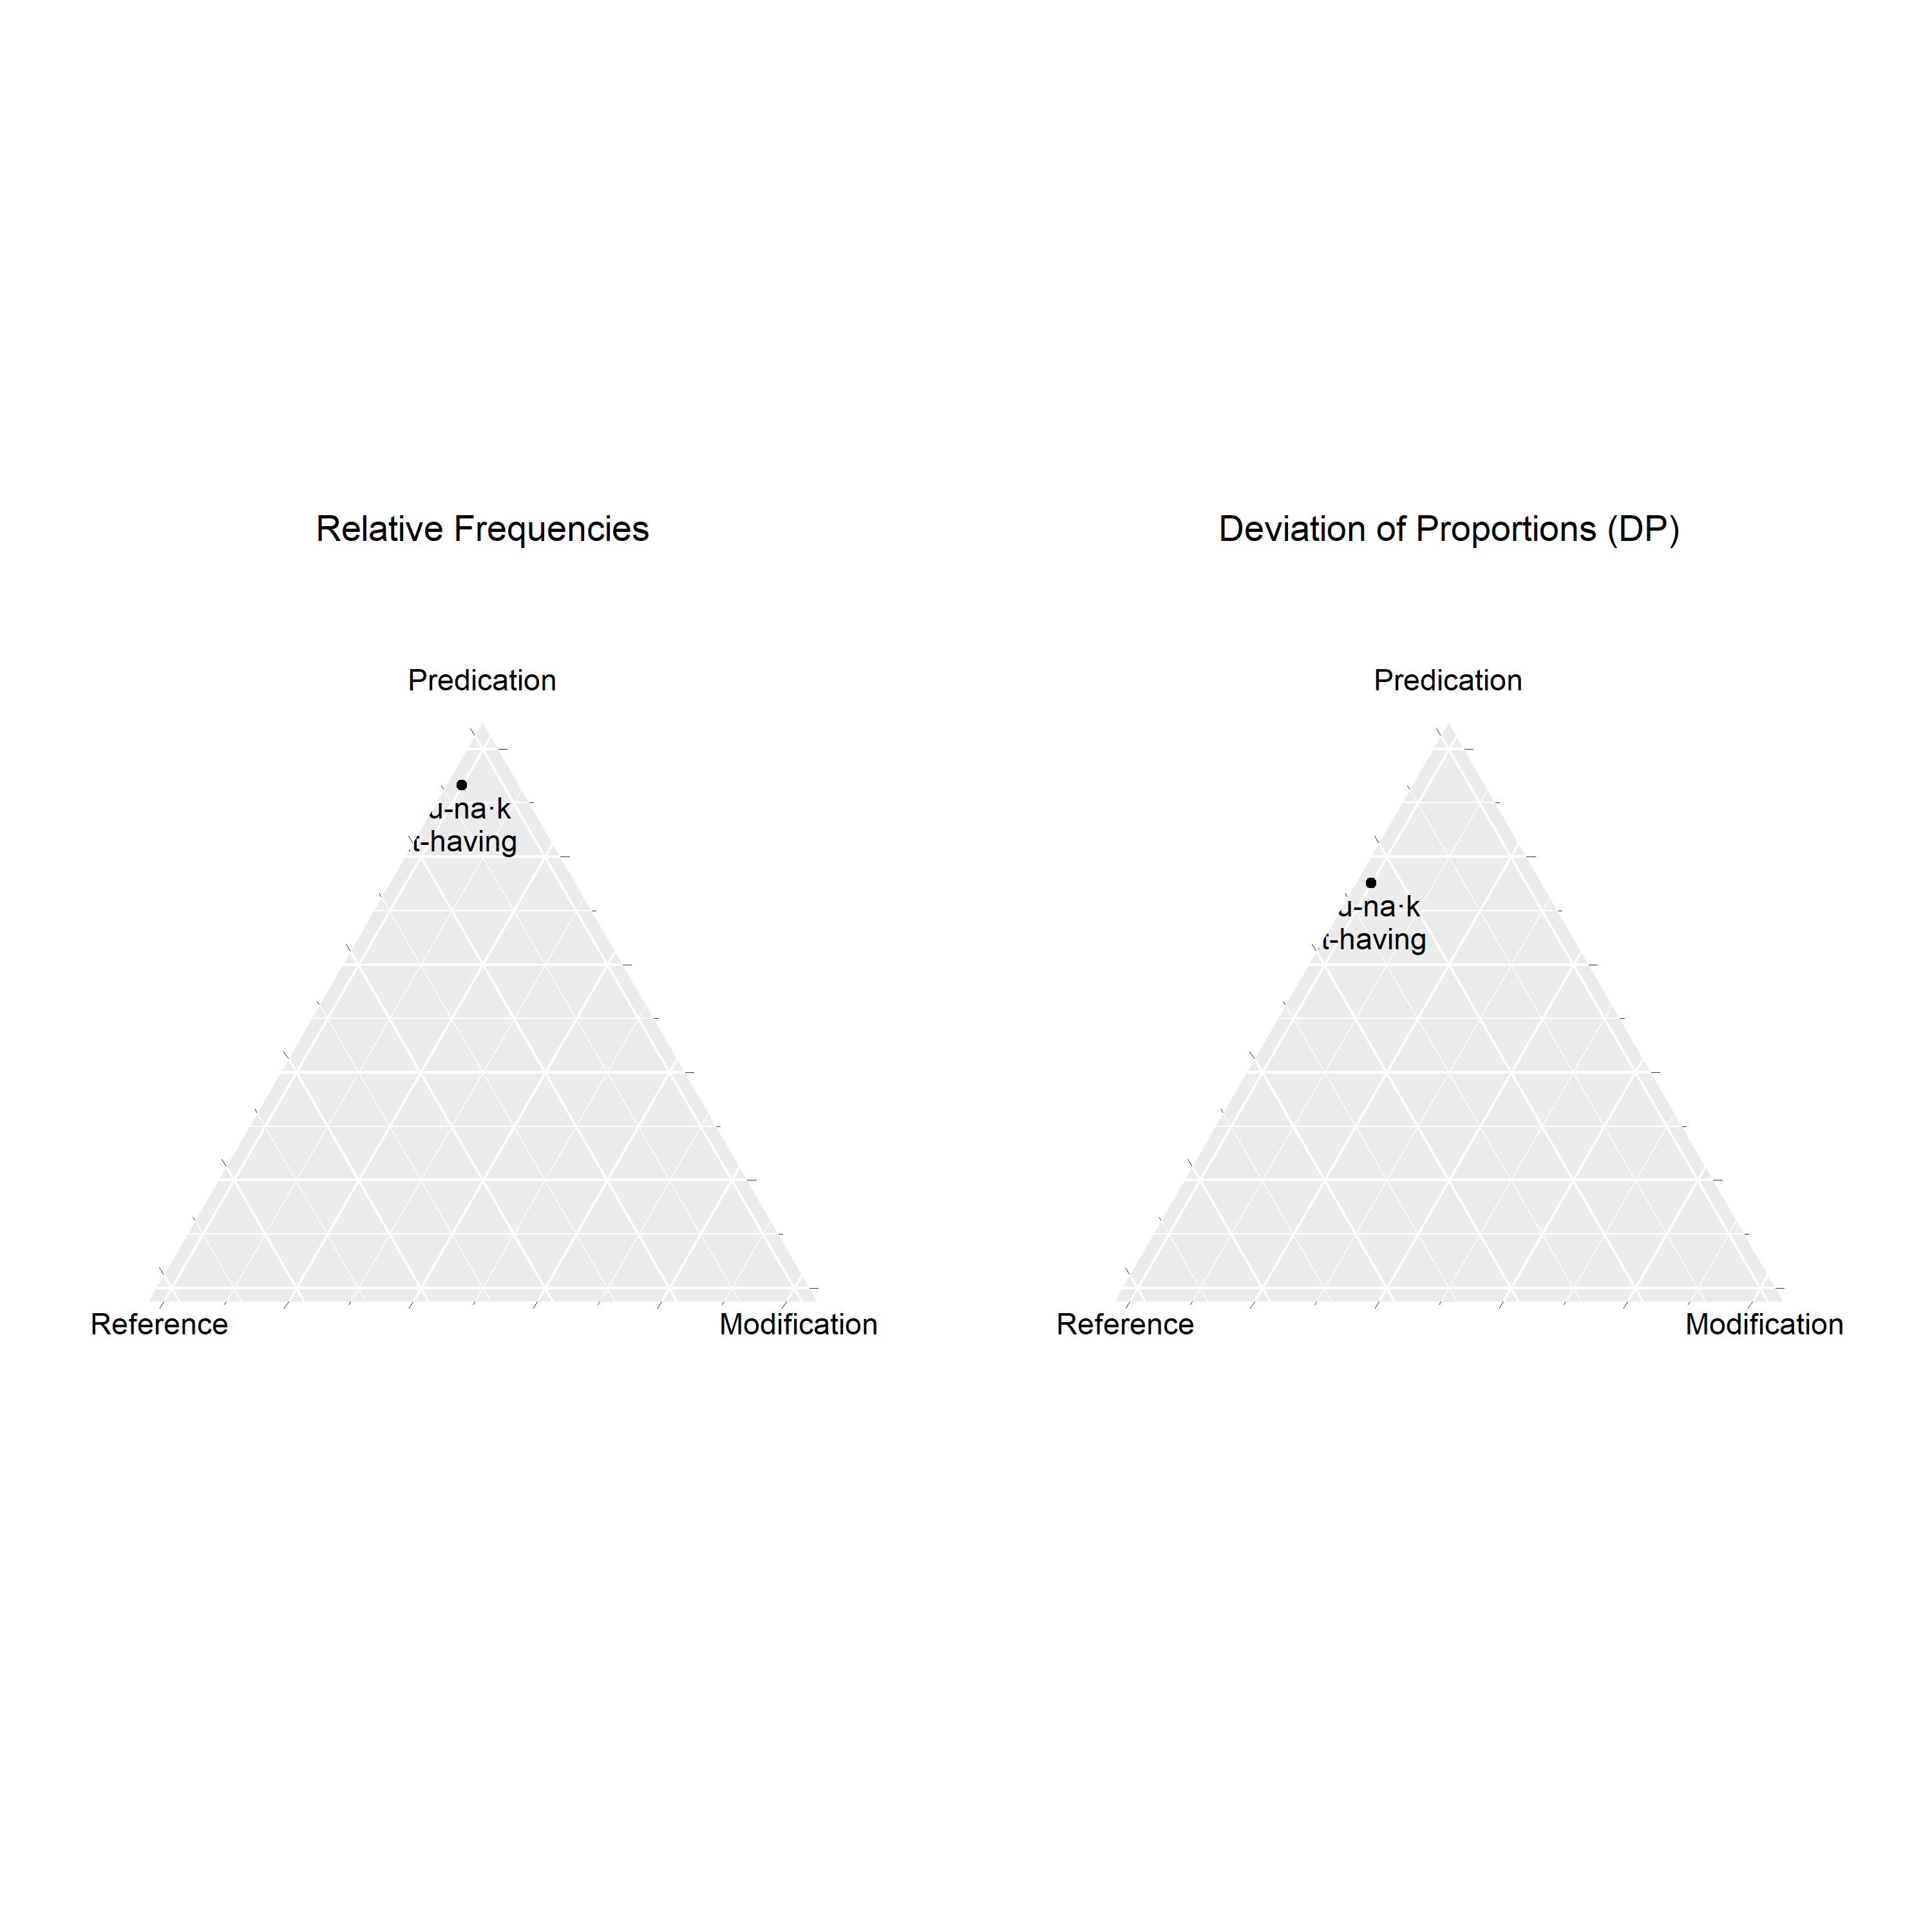 Relative Frequencies
Predication
u-na·k
t-having
Reference
Modification
Deviation of Proportions (DP)
Predication
u-na·k
t-having
Reference
Modification